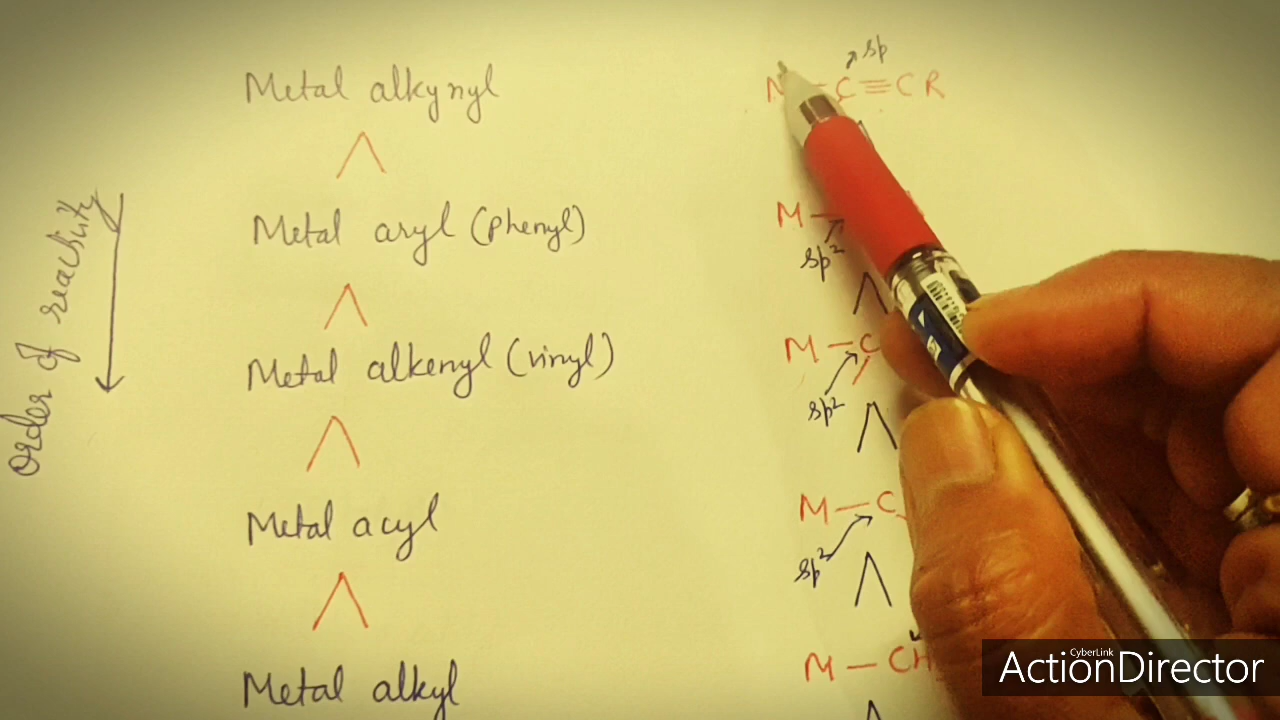 Metal alkynyl
Metal aryl (phenyl)
Metal alkenyl (vinyl)
Metal acyl
Metal alkyl
Order of reactivity
sp
C≡CR
M—
sp²
M—C
sp²
M—C
sp²
M—CH
CyberLink
ActionDirector